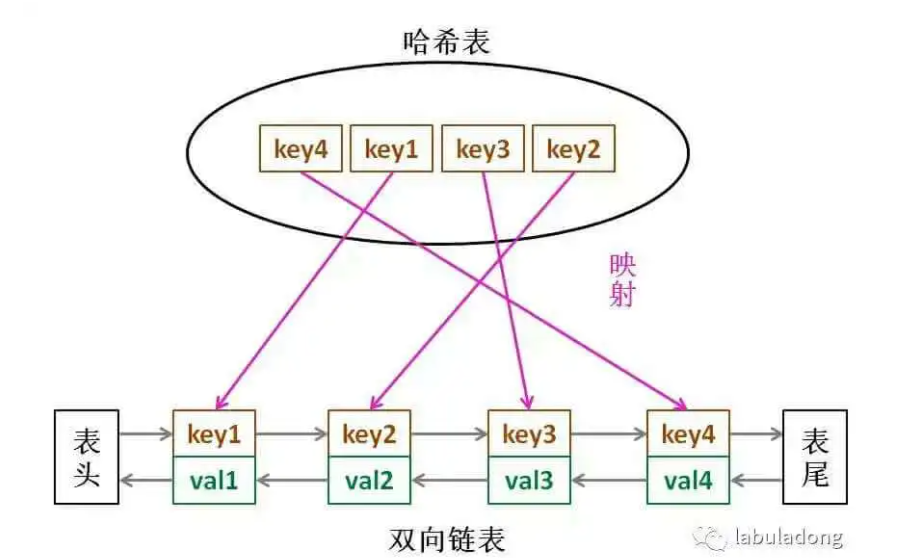 哈希表
key4 key1 key3 key2
映射
表头 key1 key2 key3 key4 表尾
val1 val2 val3 val4
双向链表
labuladong